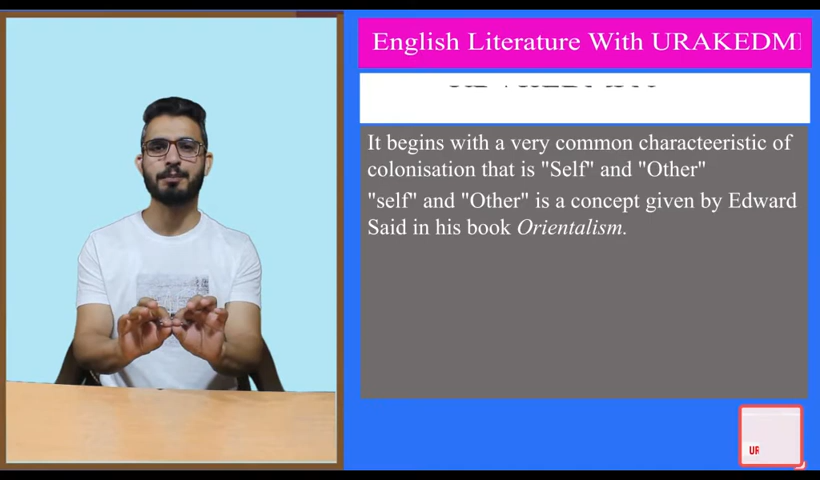 English Literature With URAKEDMI
It begins with a very common characteeristic of
colonisation that is "Self" and "Other"
"self" and "Other" is a concept given by Edward
Said in his book Orientalism.
UR